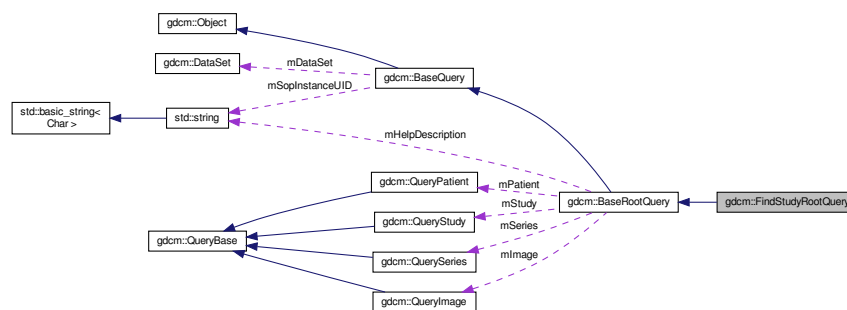 gdcm::Object
gdcm::DataSet
mDataSet
gdcm::BaseQuery
mSopInstanceUID
std::basic_string<
Char >
std::string
mHelpDescription
gdcm::QueryPatient
mPatient
gdcm::BaseRootQuery
gdcm::FindStudyRootQuery
mStudy
gdcm::QueryStudy
mSeries
gdcm::QueryBase
mImage
gdcm::QuerySeries
gdcm::QueryImage